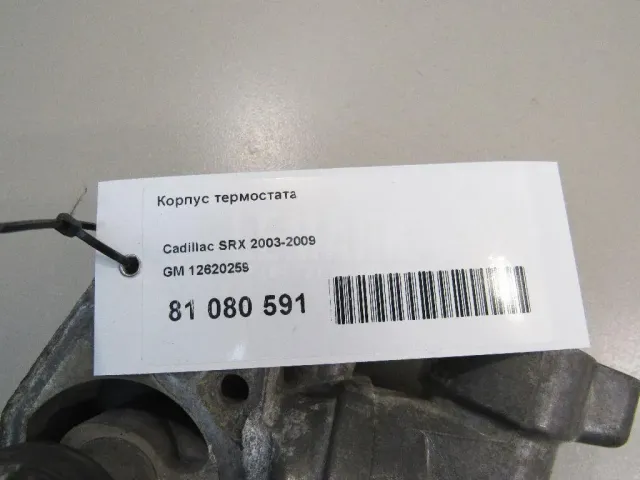 Корпус термостата
Cadillac SRX 2003-2009
GM 12620259
81 080 591